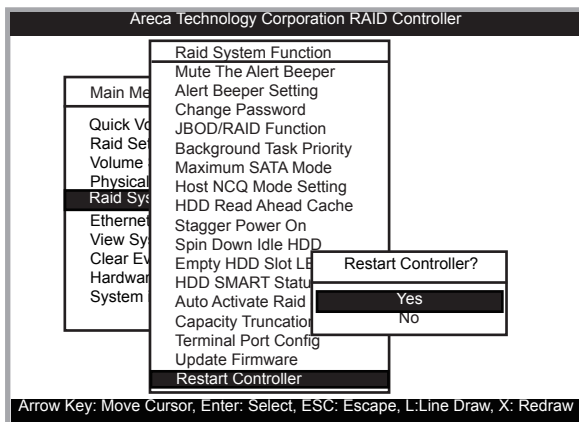 Areca Technology Corporation RAID Controller
Main Me
Quick Vo
Raid Set
Volume
Physical
Raid Sys
Ethernet
View Sy
Clear Ev
Hardwar
System
Raid System Function
Mute The Alert Beeper
Alert Beeper Setting
Change Password
JBOD/RAID Function
Background Task Priority
Maximum SATA Mode
Host NCQ Mode Setting
HDD Read Ahead Cache
Stagger Power On
Spin Down Idle HDD
Empty HDD Slot LE
HDD SMART Statu
Auto Activate Raid
Capacity Truncation
Terminal Port Config
Update Firmware
Restart Controller
Restart Controller?
Yes
No
Arrow Key: Move Cursor, Enter: Select, ESC: Escape, L:Line Draw, X: Redraw